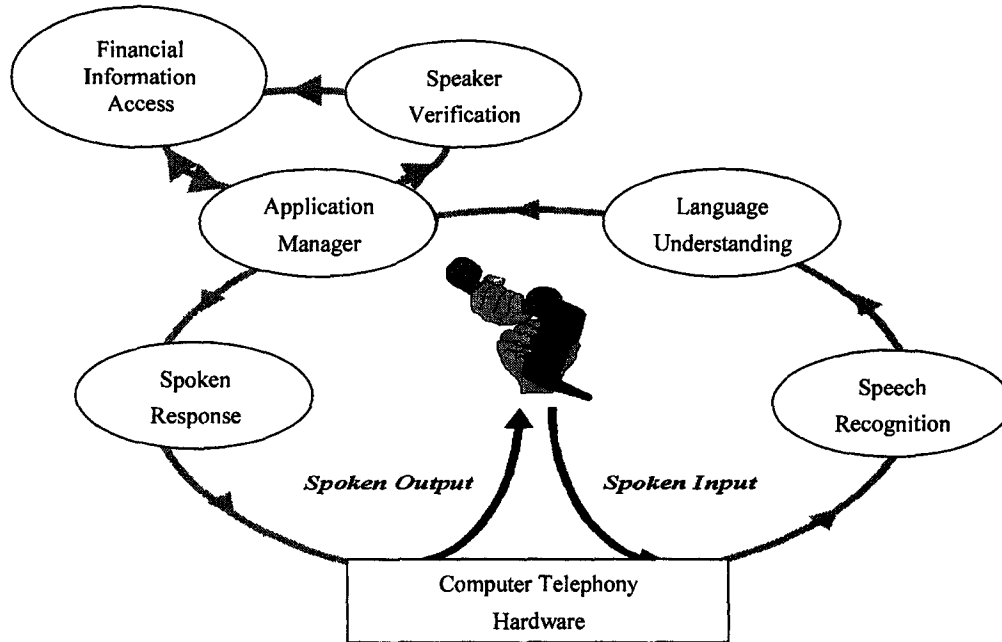 Financial
Information
Access
Speaker
Verification
Application
Manager
Language
Understanding
Spoken
Response
Speech
Recognition
Spoken Output
Spoken Input
Computer Telephony
Hardware